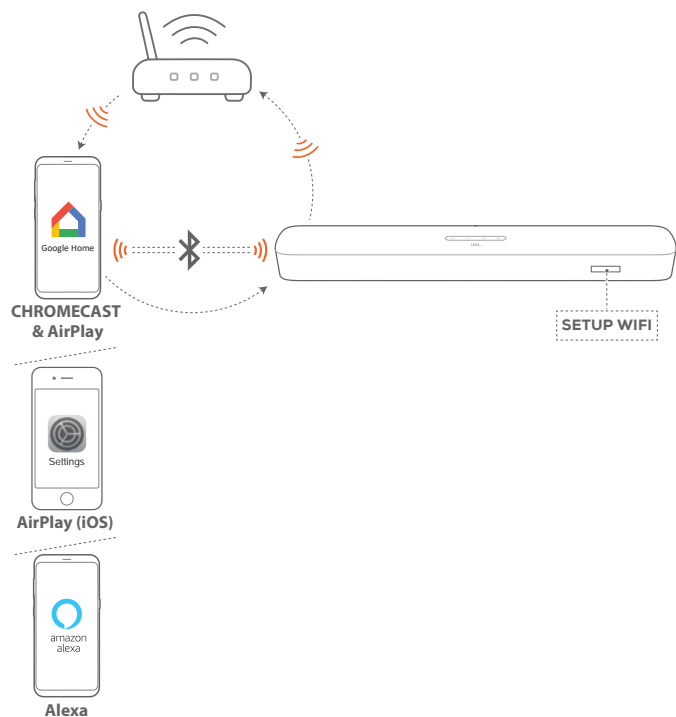 Google Home
CHROMECAST
& AirPlay
SETUP WIFI
Settings
AirPlay (iOS)
amazon
alexa
Alexa